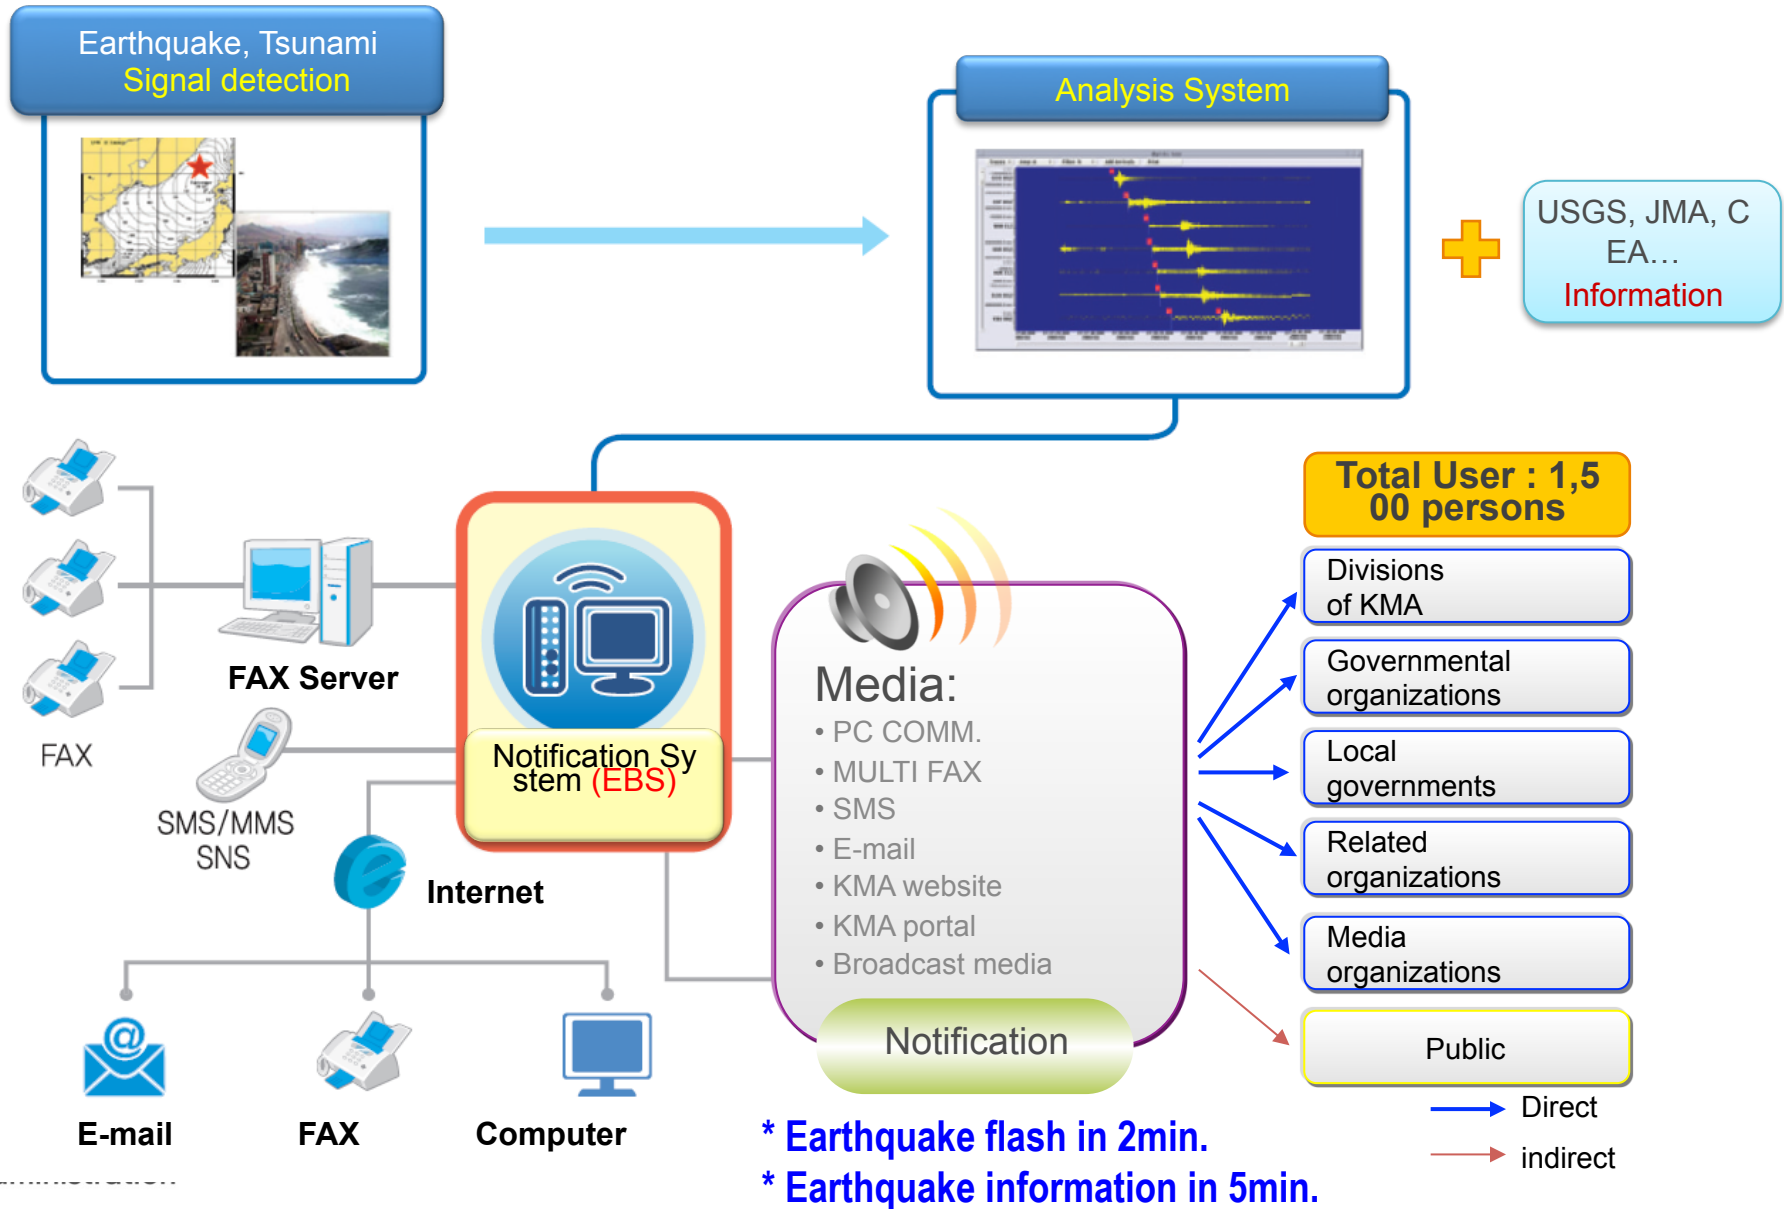 Earthquake, Tsunami
Signal detection
Analysis System
USGS, JMA, C
EA…
Information
Total User : 1,5
00 persons
Divisions
of KMA
Governmental
organizations
Local
governments
Related
organizations
Media
organizations
Public
Direct
indirect
FAX Server
FAX
SMS/MMS
SNS
Notification Sy
stem (EBS)
Internet
E-mail
FAX
Computer
Media:
• PC COMM.
• MULTI FAX
• SMS
• E-mail
• KMA website
• KMA portal
• Broadcast media
Notification
* Earthquake flash in 2min.
* Earthquake information in 5min.